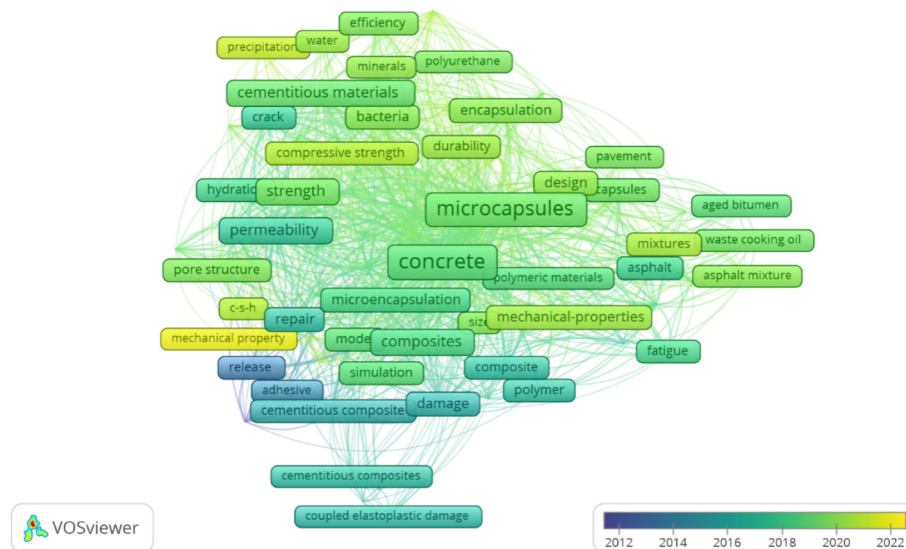 efficiency
precipitation
water
minerals
polyurethane
cementitious materials
crack
bacteria
encapsulation
compressive strength
durability
pavement
hydratic
strength
design
capsules
microcapsules
aged bitumen
permeability
mixtures
waste cooking oil
concrete
pore structure
polymeric materials
asphalt
asphalt mixture
microencapsulation
c-s-h
repair
size
mechanical-properties
mechanical property
mode
composites
fatigue
release
simulation
composite
adhesive
polymer
cementitious composite
damage
cementitious composites
coupled elastoplastic damage
VOSviewer
2012 2014 2016 2018 2020 2022